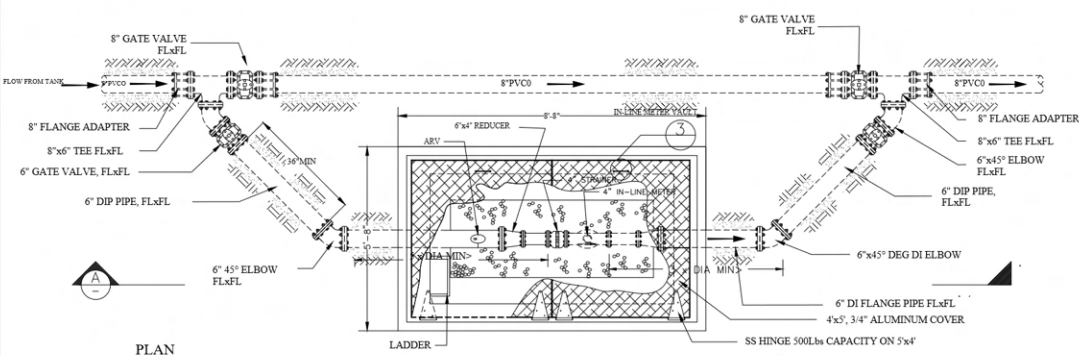 8" GATE VALVE
FLxFL
8" GATE VALVE
FLxFL
FLOW FROM TANK
8"PVC0
8"PVC0
8"PVC0
8" FLANGE ADAPTER
8"x6" TEE FLxFL
6" GATE VALVE, FLxFL
6" DIP PIPE, FLxFL
36"MIN
6" 45° ELBOW
FLxFL
IN-LINE METER VAULT
8'-8"
3
6"x4" REDUCER
ARV
4" STRAINER
4" IN-LINE METER
DIA MIN>
DIA MIN>
8" FLANGE ADAPTER
8"x6" TEE FLxFL
6"x45° ELBOW
FLxFL
6" DIP PIPE,
FLxFL
6"x45° DEG DI ELBOW
6" DI FLANGE PIPE FLxFL
4'x5', 3/4" ALUMINUM COVER
SS HINGE 500Lbs CAPACITY ON 5'x4'
LADDER
A
PLAN